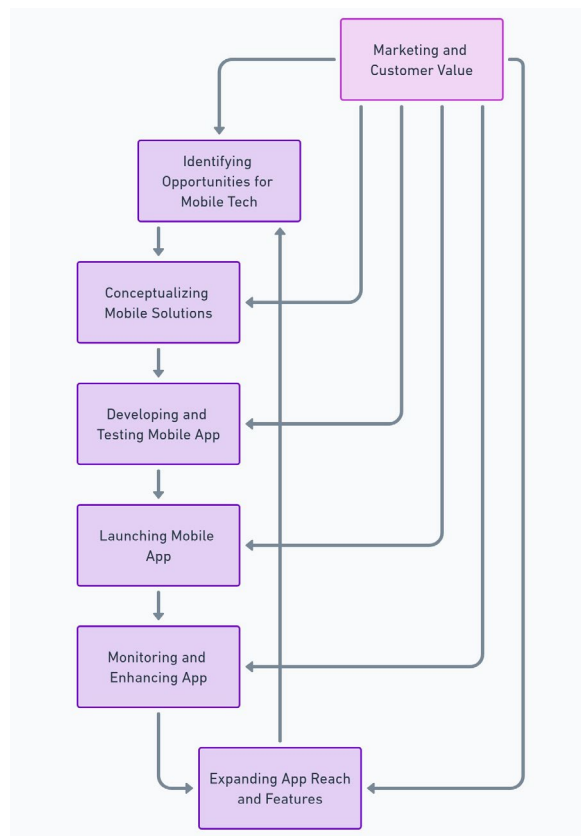 Marketing and
Customer Value
Identifying
Opportunities for
Mobile Tech
Conceptualizing
Mobile Solutions
Developing and
Testing Mobile App
Launching Mobile
App
Monitoring and
Enhancing App
Expanding App Reach
and Features